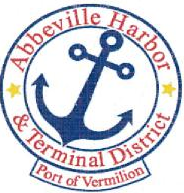 Abbeville Harbor
& Terminal District
Port of Vermilion